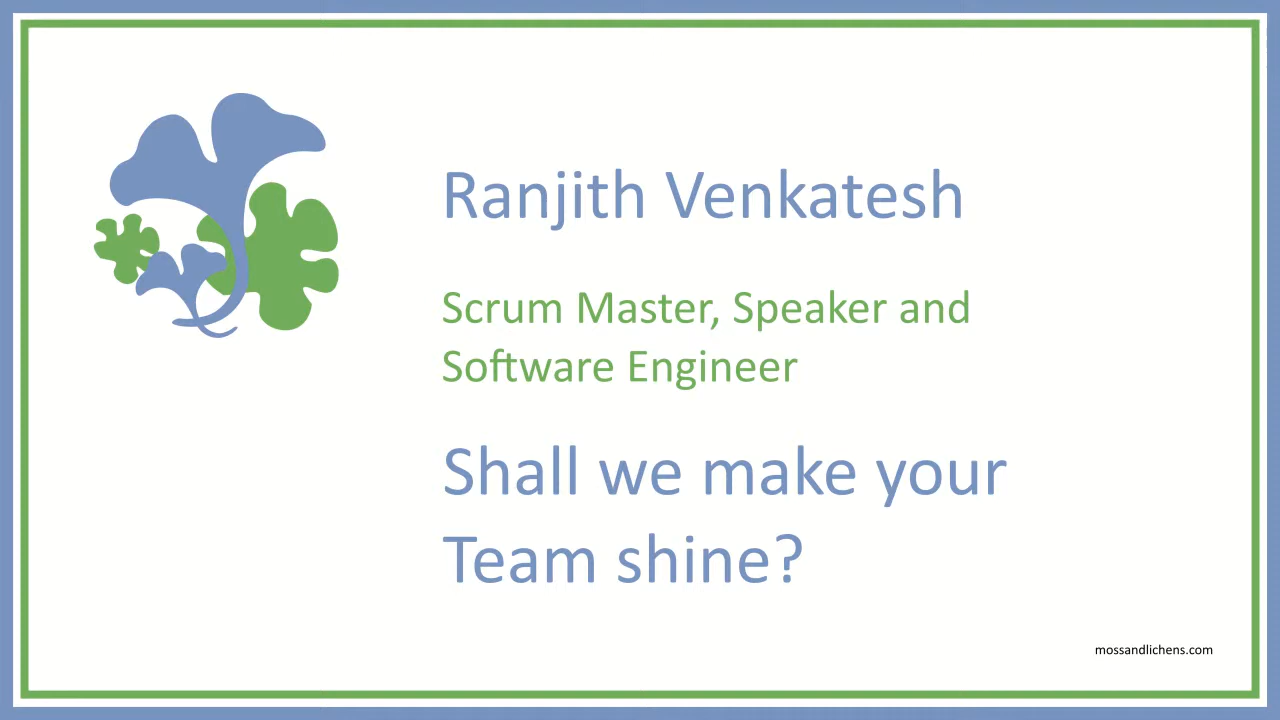 Ranjith Venkatesh
Scrum Master, Speaker and
Software Engineer
Shall we make your
Team shine?
mossandlichens.com